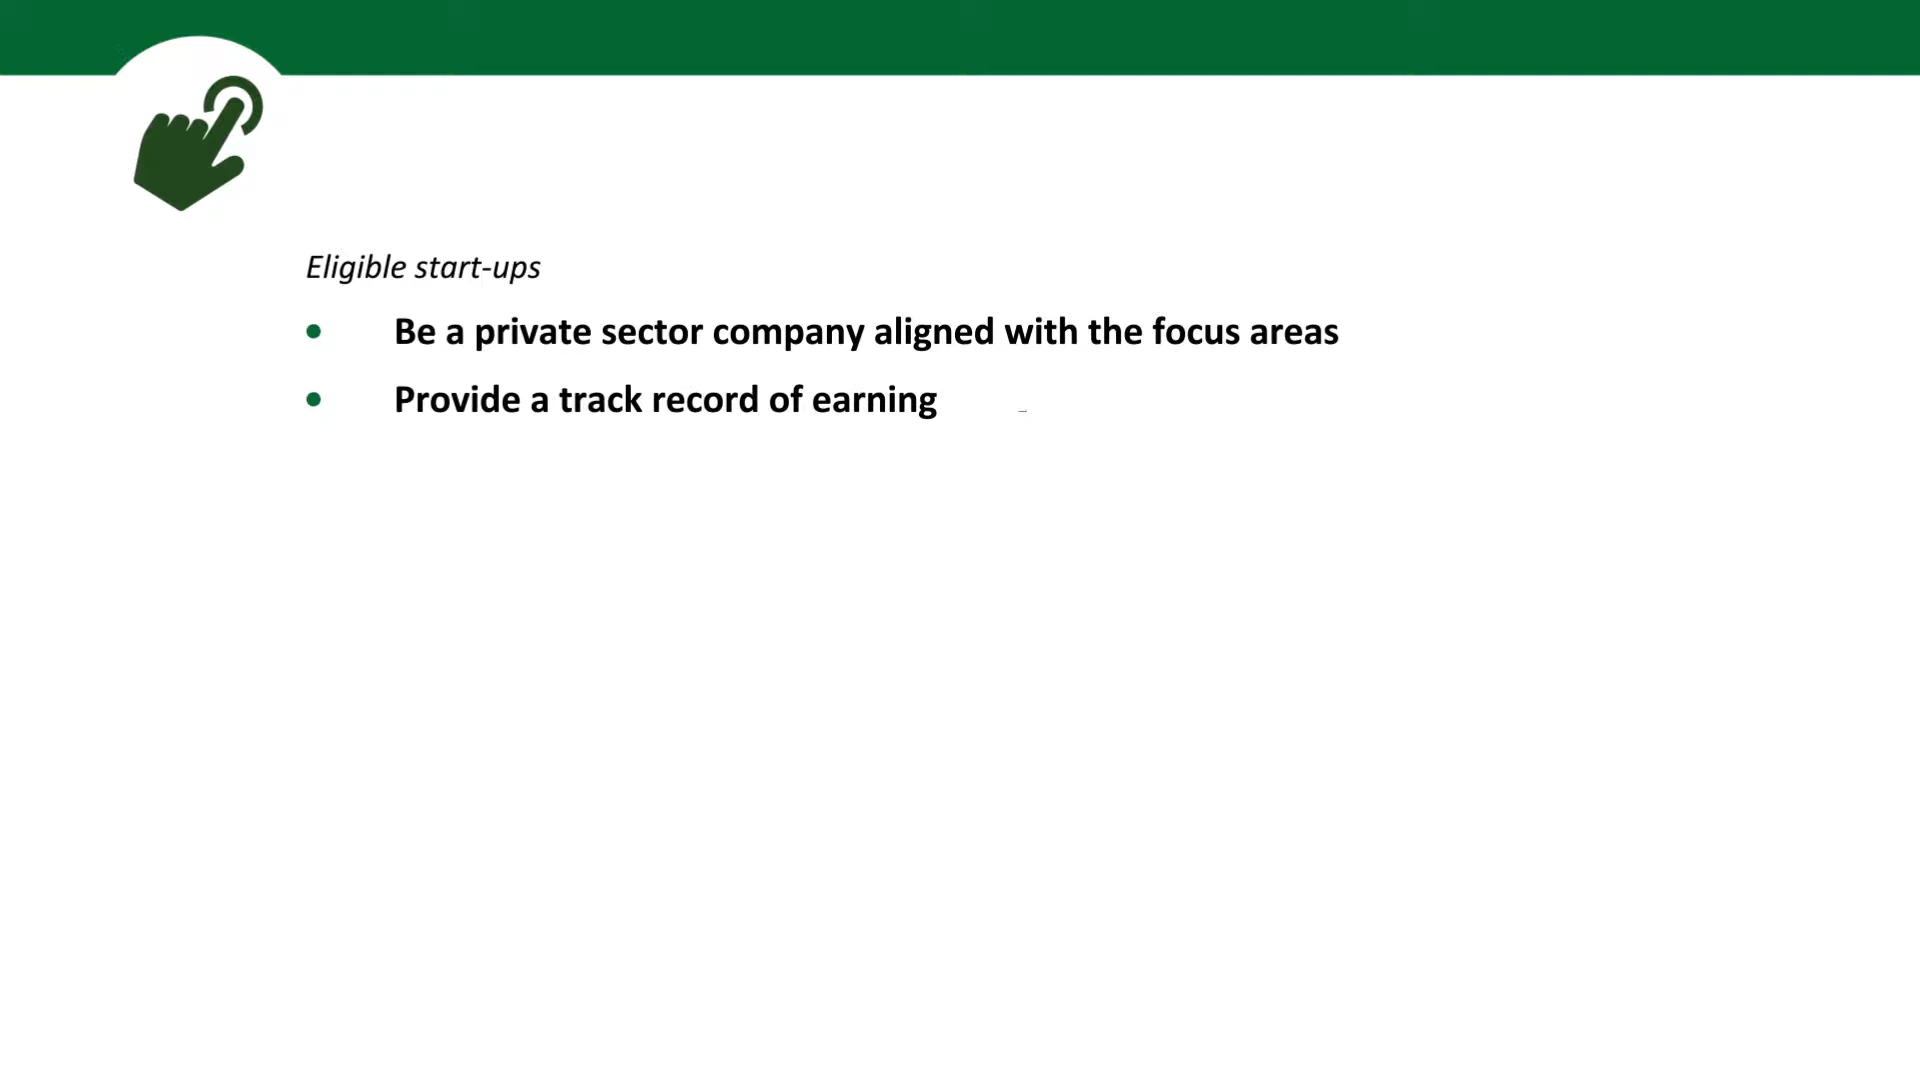 Eligible start-ups
• Be a private sector company aligned with the focus areas
• Provide a track record of earning